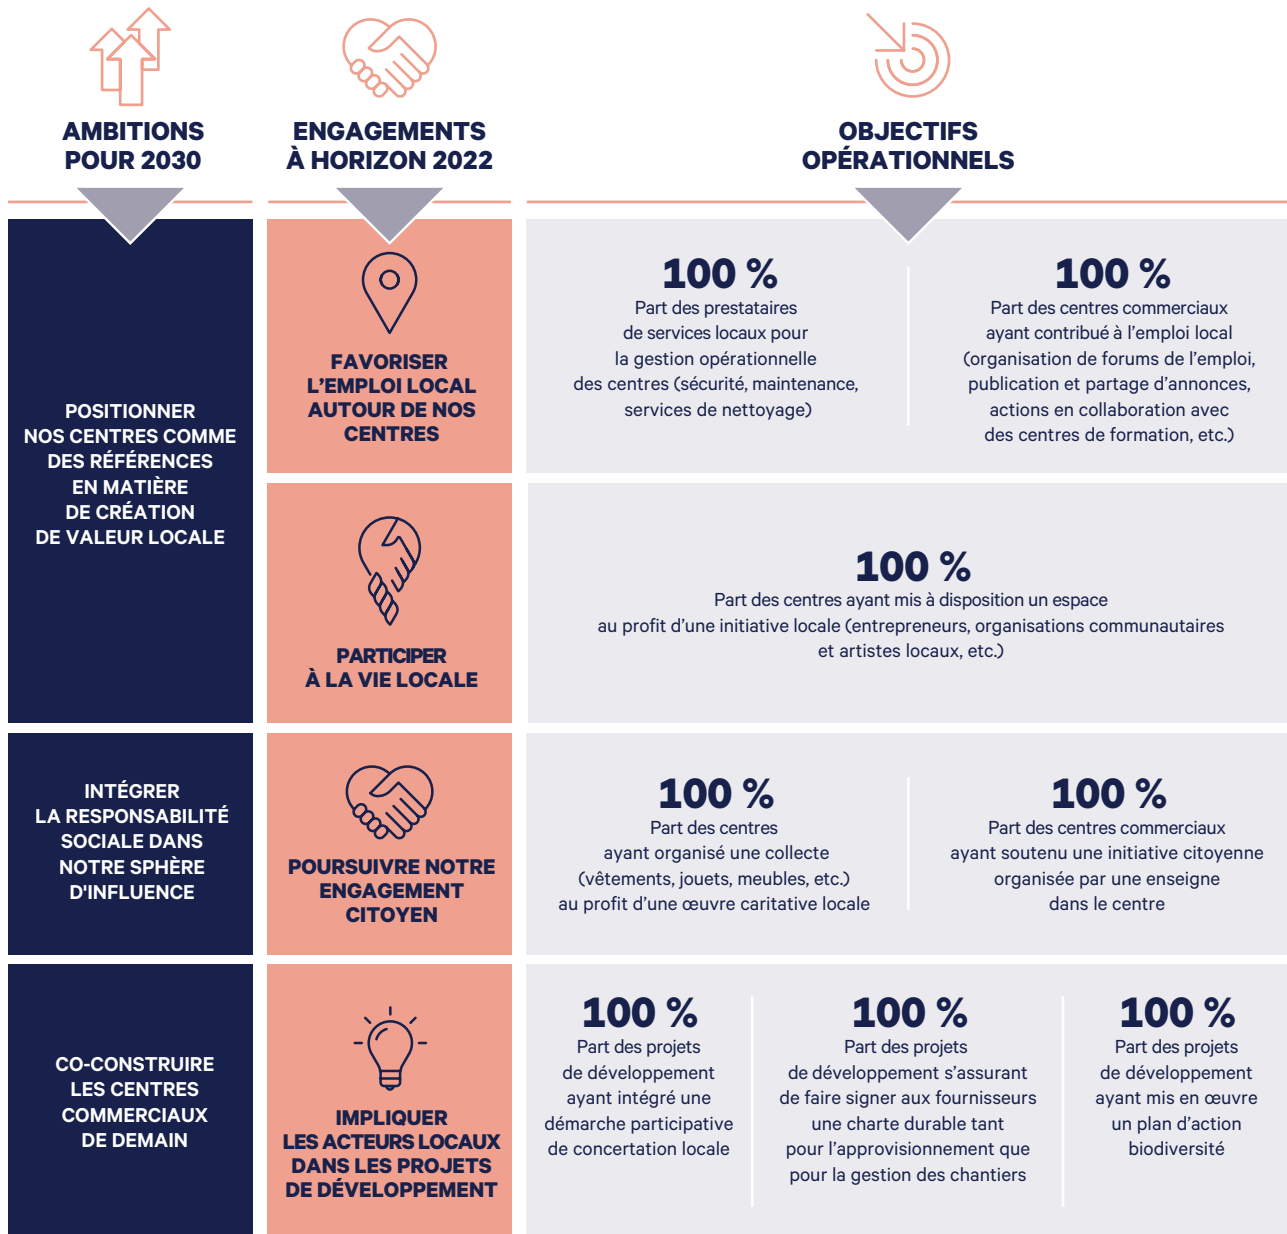 AMBITIONS
POUR 2030
ENGAGEMENTS
À HORIZON 2022
OBJECTIFS
OPÉRATIONNELS
POSITIONNER
NOS CENTRES COMME
DES RÉFÉRENCES
EN MATIÈRE
DE CRÉATION
DE VALEUR LOCALE
FAVORISER
L'EMPLOI LOCAL
AUTOUR DE NOS
CENTRES
100 %
Part des prestataires
de services locaux pour
la gestion opérationnelle
des centres (sécurité, maintenance,
services de nettoyage)
100 %
Part des centres commerciaux
ayant contribué à l'emploi local
(organisation de forums de l'emploi,
publication et partage d'annonces,
actions en collaboration avec
des centres de formation, etc.)
PARTICIPER
À LA VIE LOCALE
100 %
Part des centres ayant mis à disposition un espace
au profit d'une initiative locale (entrepreneurs, organisations communautaires
et artistes locaux, etc.)
INTÉGRER
LA RESPONSABILITÉ
SOCIALE DANS
NOTRE SPHÈRE
D'INFLUENCE
POURSUIVRE NOTRE
ENGAGEMENT
CITOYEN
100 %
Part des centres
ayant organisé une collecte
(vêtements, jouets, meubles, etc.)
au profit d'une œuvre caritative locale
100 %
Part des centres commerciaux
ayant soutenu une initiative citoyenne
organisée par une enseigne
dans le centre
CO-CONSTRUIRE
LES CENTRES
COMMERCIAUX
DE DEMAIN
IMPLIQUER
LES ACTEURS LOCAUX
DANS LES PROJETS
DE DÉVELOPPEMENT
100 %
Part des projets
de développement
ayant intégré une
démarche participative
de concertation locale
100 %
Part des projets
de développement s'assurant
de faire signer aux fournisseurs
une charte durable tant
pour l'approvisionnement que
pour la gestion des chantiers
100 %
Part des projets
de développement
ayant mis en œuvre
un plan d'action
biodiversité